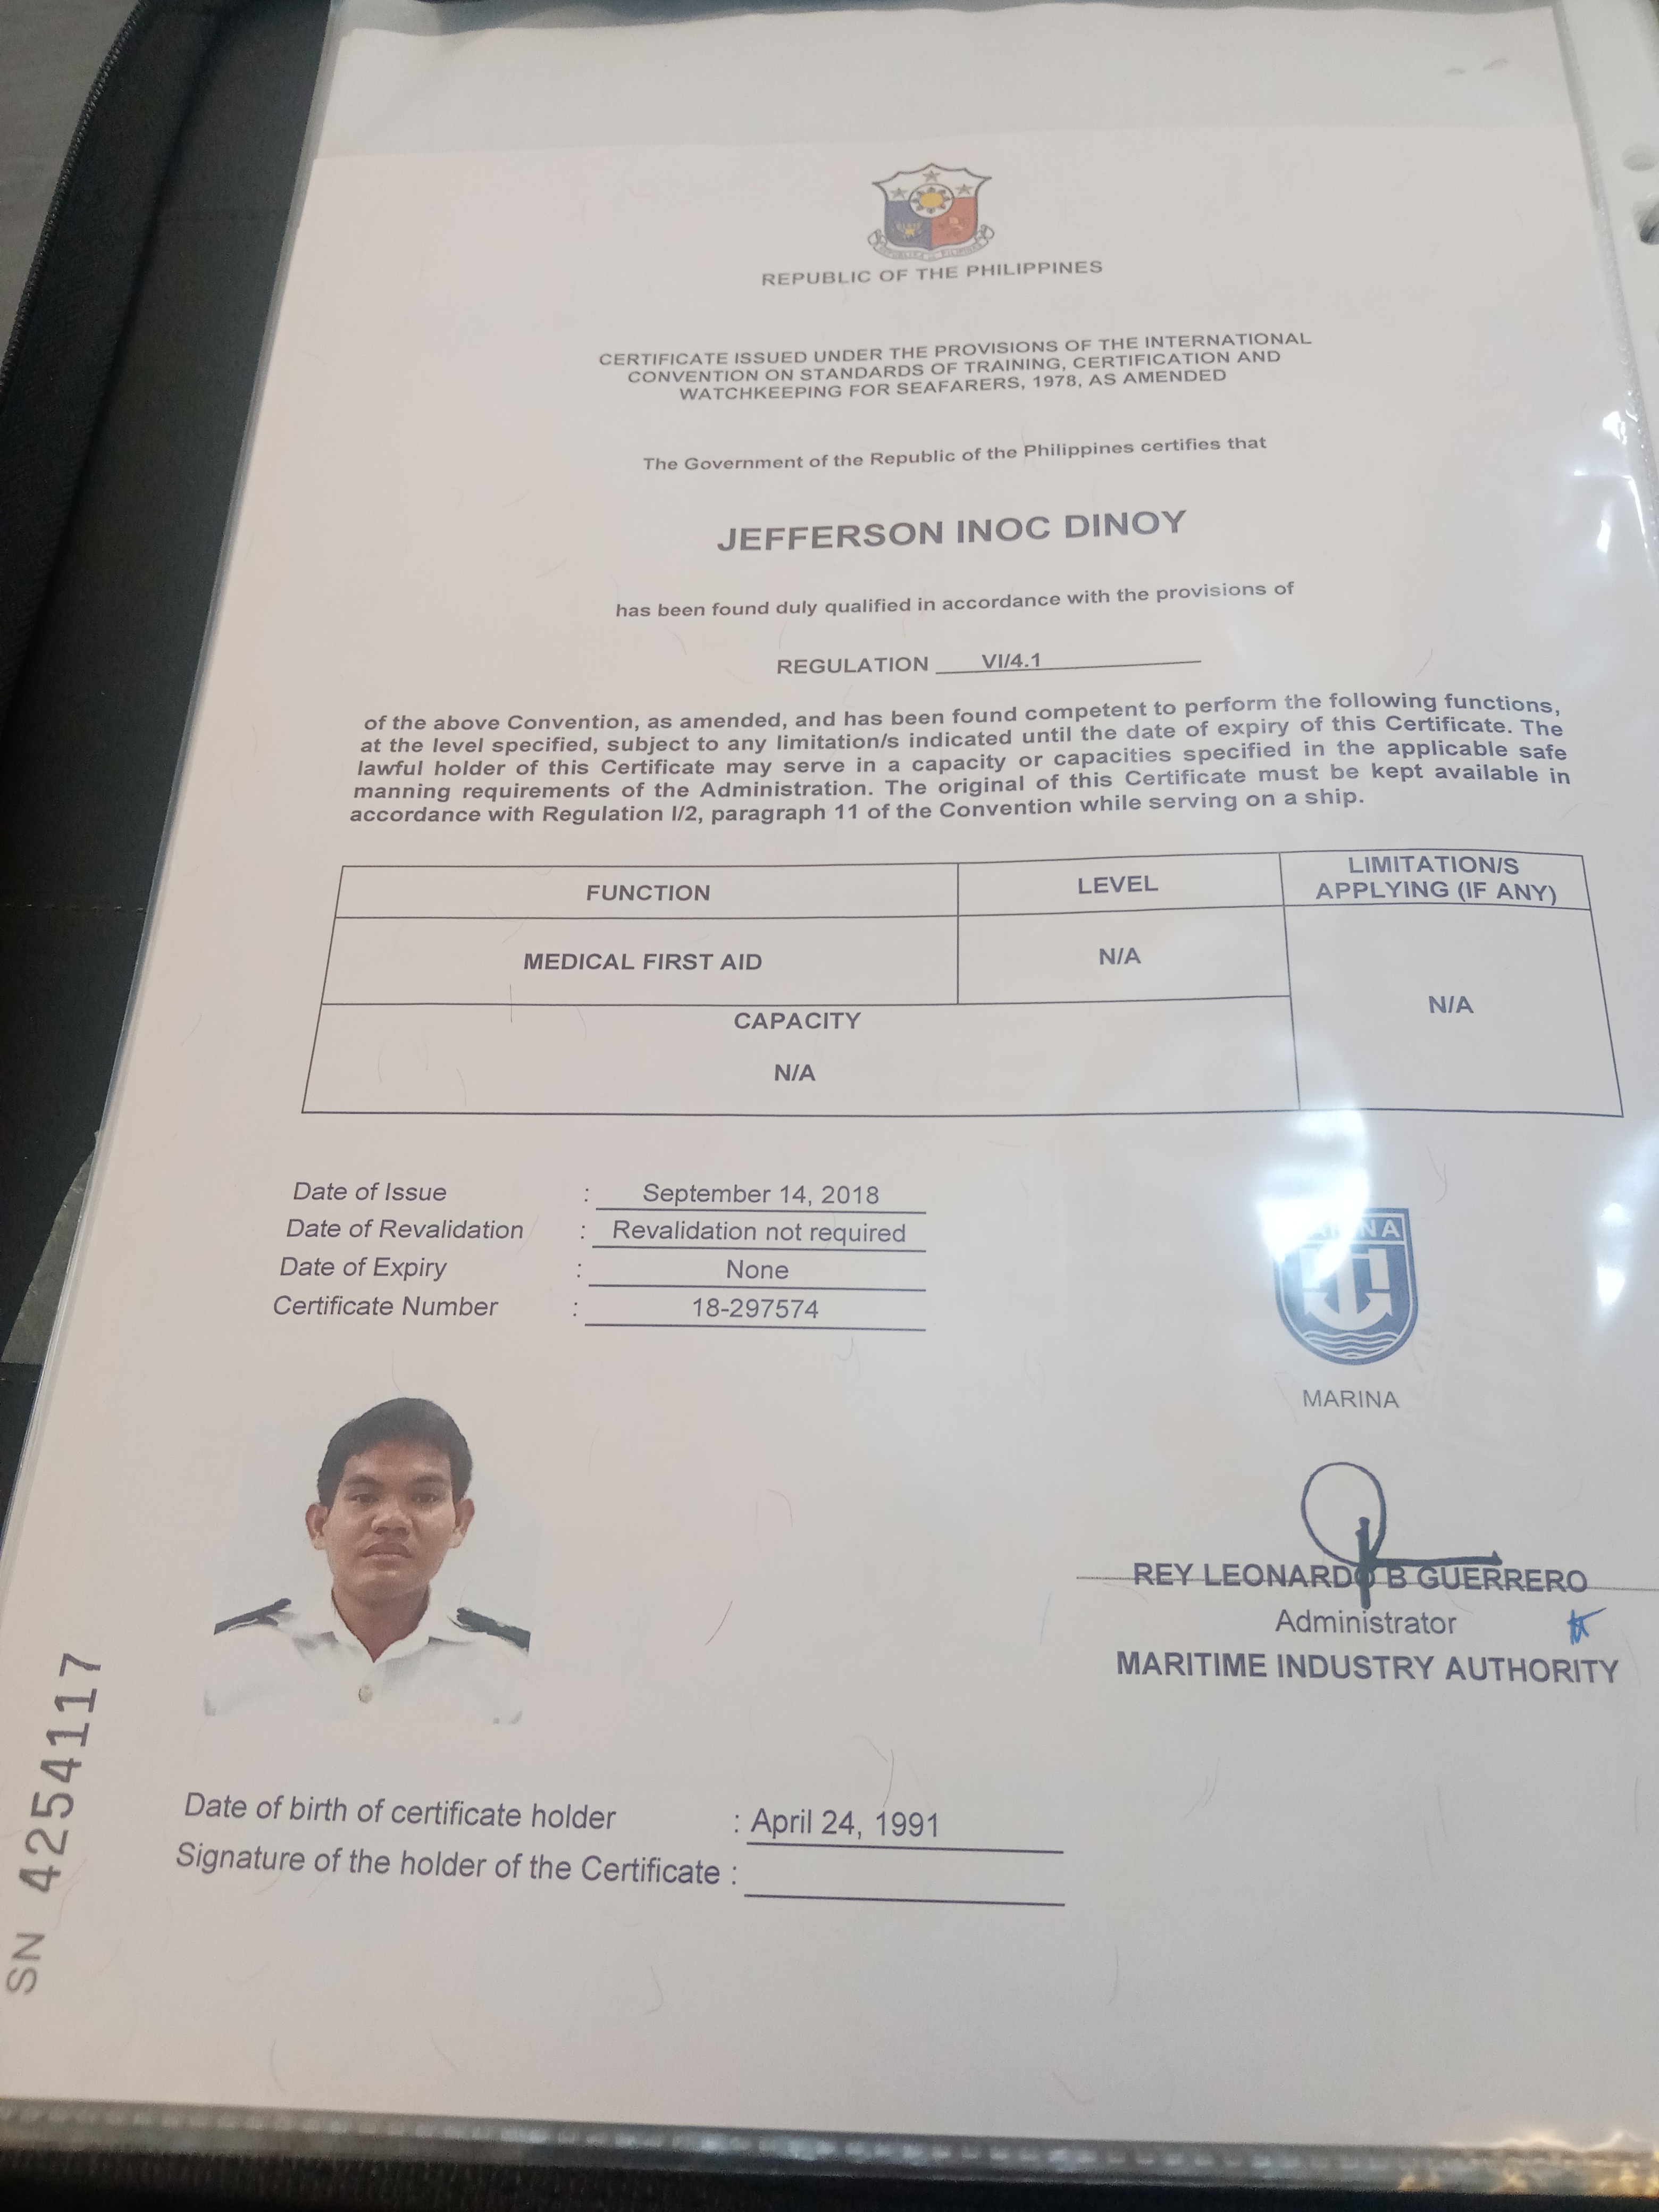 REPUBLIC OF THE PHILIPPINES
CERTIFICATE ISSUED UNDER THE PROVISIONS OF THE INTERNATIONAL
CONVENTION ON STANDARDS OF TRAINING, CERTIFICATION AND
WATCHKEEPING FOR SEAFARERS, 1978, AS AMENDED
The Government of the Republic of the Philippines certifies that
JEFFERSON INOC DINOY
has been found duly qualified in accordance with the provisions of
REGULATION VI/4.1
of the above Convention, as amended, and has been found competent to perform the following functions,
at the level specified, subject to any limitation/s indicated until the date of expiry of this Certificate. The
lawful holder of this Certificate may serve in a capacity or capacities specified in the applicable safe
manning requirements of the Administration. The original of this Certificate must be kept available in
accordance with Regulation I/2, paragraph 11 of the Convention while serving on a ship.
FUNCTION LEVEL LIMITATION/S
APPLYING (IF ANY)
MEDICAL FIRST AID N/A N/A
CAPACITY
N/A
Date of Issue : September 14, 2018
Date of Revalidation : Revalidation not required
Date of Expiry : None
Certificate Number : 18-297574
MARINA
MARINA
REY LEONARDO B GUERRERO
Administrator
MARITIME INDUSTRY AUTHORITY
Date of birth of certificate holder : April 24, 1991
Signature of the holder of the Certificate :
SN 4254117